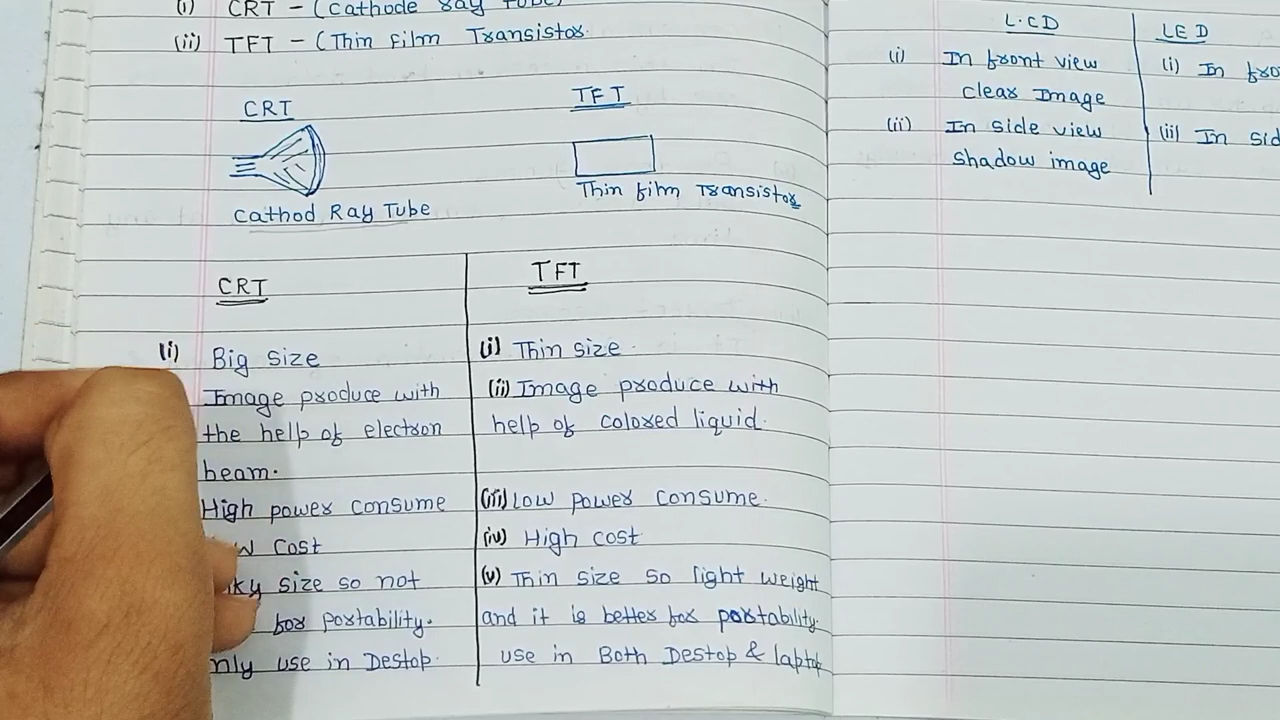 (i) CRT - (Cathode Ray Tube)
(ii) TFT - (Thin Film Transistor
CRT
TFT
Cathod Ray Tube
Thin film Transistor
CRT
TFT
(i) Big Size
(i) Thin size.
Image produce with
the help of electron
beam.
(ii) Image produce with
help of colored liquid.
High power consume
(iii) Low power consume.
Cost
(iv) High cost
size so not
for portability.
use in Destop.
(v) Thin size so light weight
and it is better for portability.
use in Both Destop & laptop
L.CD
LED
(i) In front view
clear Image
(i) In
(ii) In side view
shadow image
(ii) In